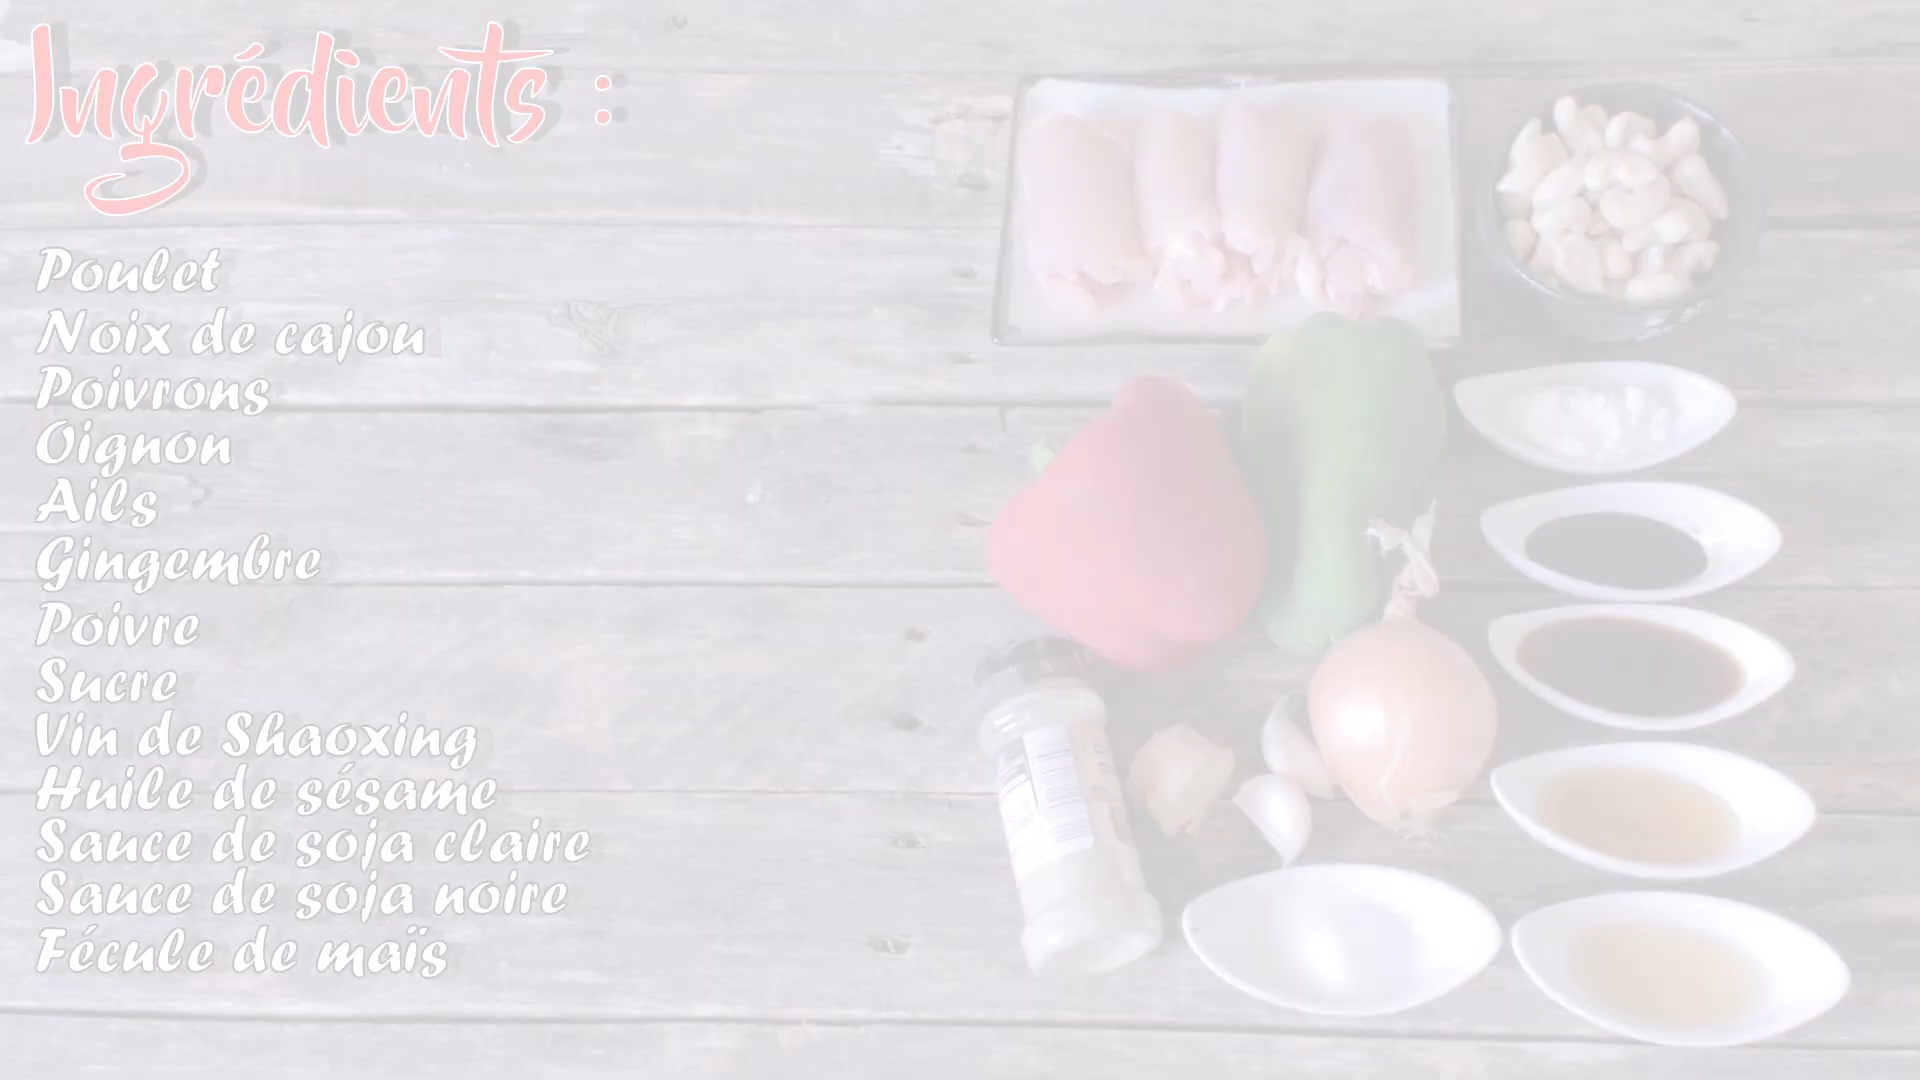 Ingrédients :
Poulet
Noix de cajou
Poivrons
Oignon
Ails
Gingembre
Poivre
Sucre
Vin de Shaoxing
Huile de sésame
Sauce de soja claire
Sauce de soja noire
Fécule de maïs